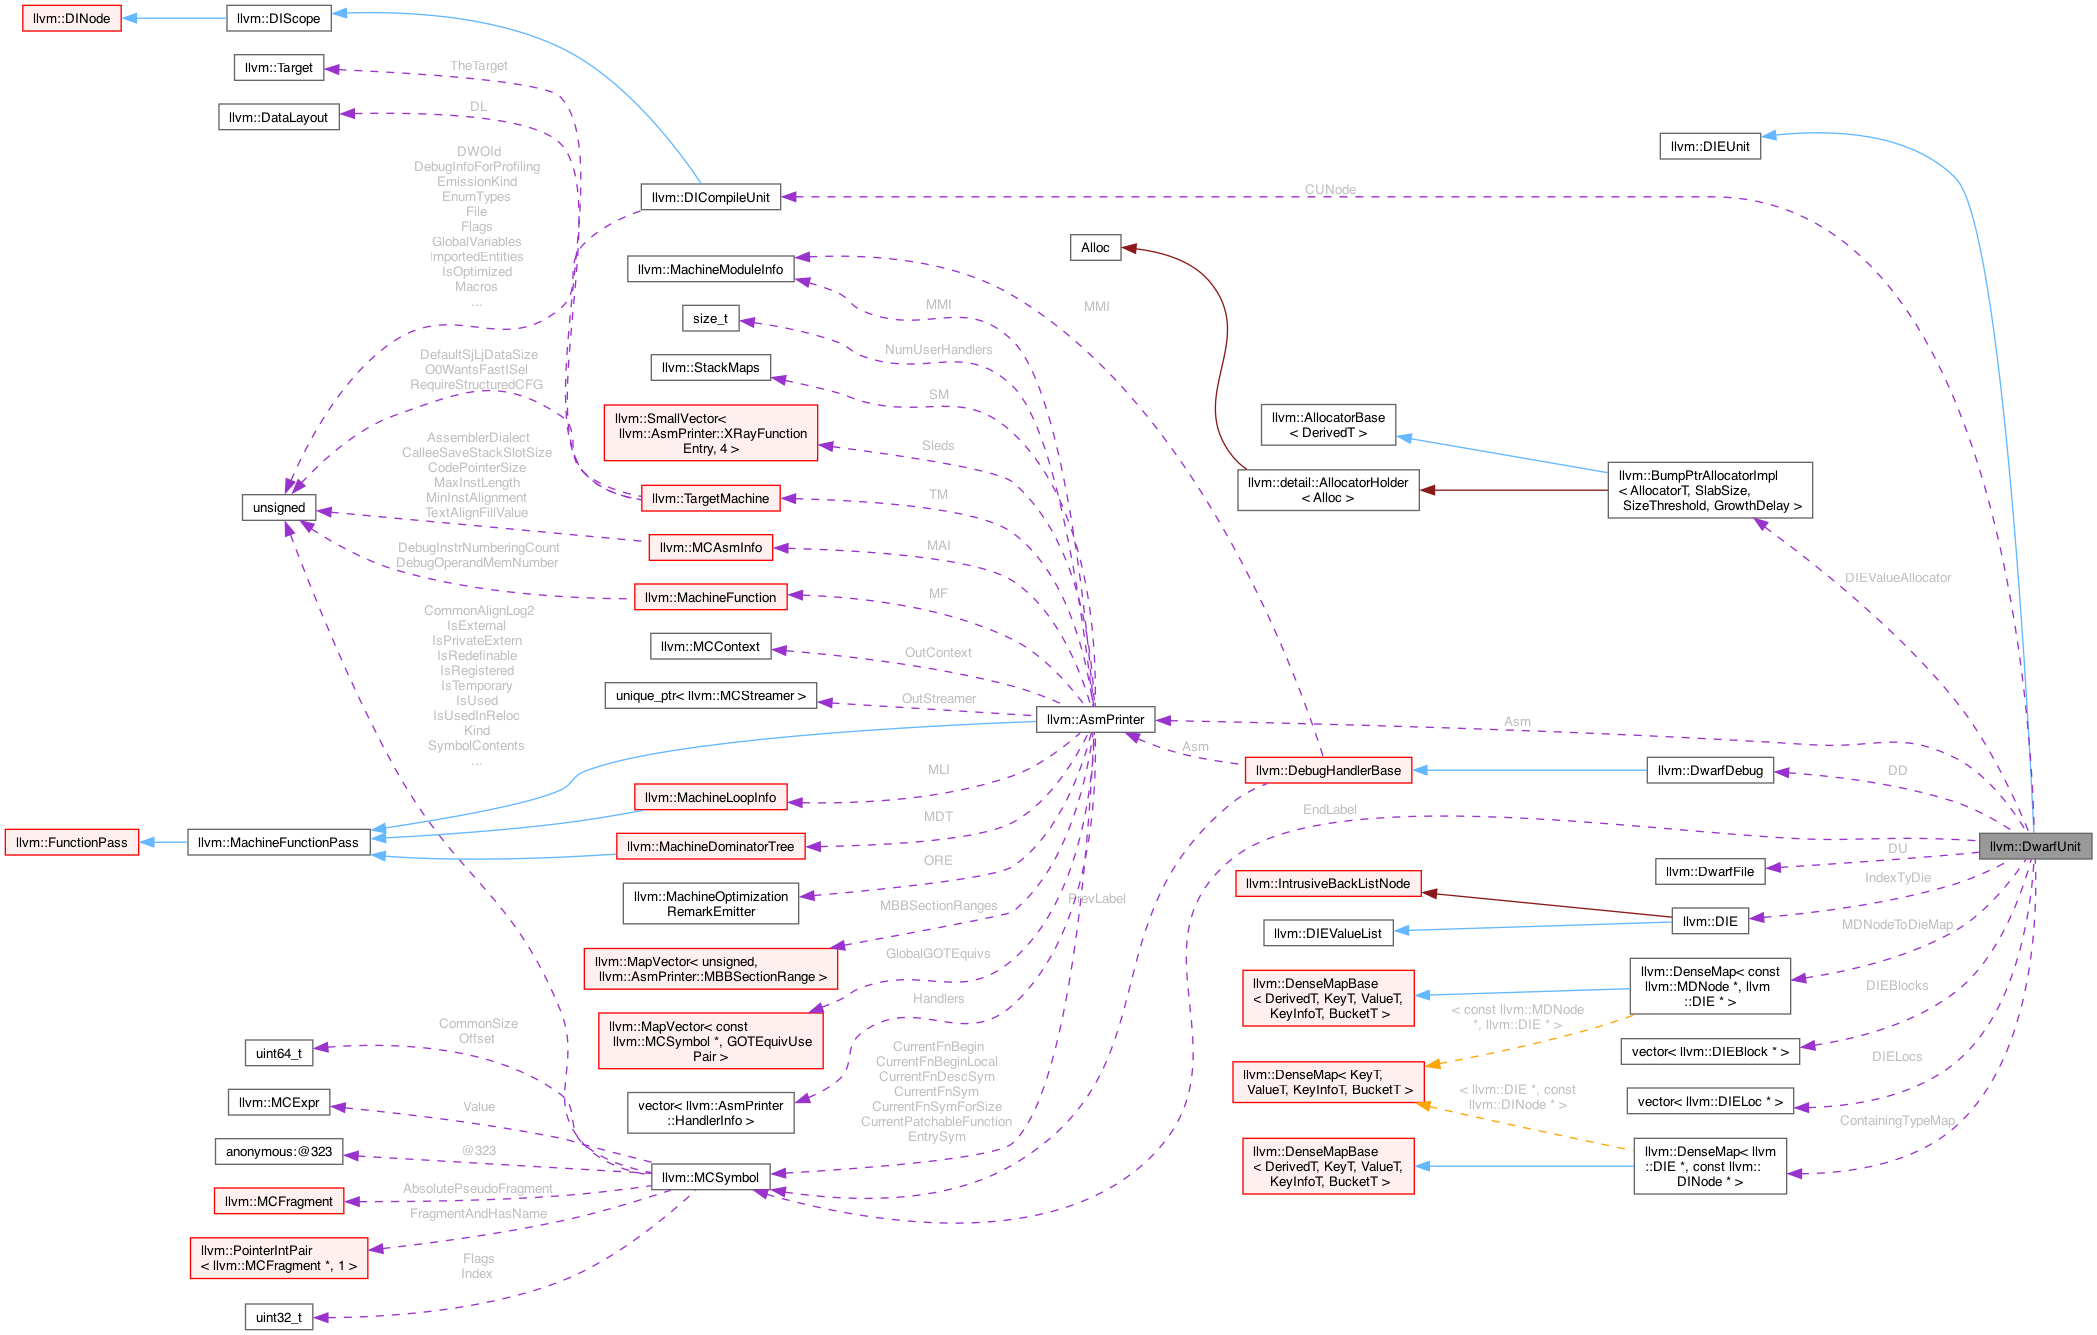 llvm::DINode
llvm::DIScope
llvm::Target
TheTarget
llvm::DataLayout
DL
DWOId
DebugInfoForProfiling
EmissionKind
EnumTypes
File
Flags
GlobalVariables
ImportedEntities
IsOptimized
Macros
...
llvm::DICompileUnit
CUNode
llvm::DIEUnit
Alloc
llvm::MachineModuleInfo
MMI
MMI
size_t
NumUserHandlers
llvm::StackMaps
SM
DefaultSjLjDataSize
O0WantsFastISel
RequireStructuredCFG
llvm::SmallVector<
llvm::AsmPrinter::XRayFunction
Entry, 4 >
Sleds
llvm::AllocatorBase
< DerivedT >
llvm::detail::AllocatorHolder
< Alloc >
llvm::BumpPtrAllocatorImpl
< AllocatorT, SlabSize,
SizeThreshold, GrowthDelay >
AssemblerDialect
CalleeSaveStackSlotSize
CodePointerSize
MaxInstLength
MinInstAlignment
TextAlignFillValue
unsigned
llvm::TargetMachine
TM
llvm::MCAsmInfo
MAI
DebugInstrNumberingCount
DebugOperandMemNumber
llvm::MachineFunction
MF
DIEValueAllocator
CommonAlignLog2
IsExternal
IsPrivateExtern
IsRedefinable
IsRegistered
IsTemporary
IsUsed
IsUsedInReloc
Kind
SymbolContents
...
llvm::MCContext
OutContext
unique_ptr< llvm::MCStreamer >
OutStreamer
llvm::AsmPrinter
Asm
Asm
llvm::DebugHandlerBase
llvm::DwarfDebug
DD
llvm::MachineLoopInfo
MLI
EndLabel
llvm::FunctionPass
llvm::MachineFunctionPass
llvm::MachineDominatorTree
MDT
llvm::DwarfUnit
DU
llvm::DwarfFile
IndexTyDie
llvm::MachineOptimization
RemarkEmitter
ORE
MBBSectionRanges
PrevLabel
llvm::IntrusiveBackListNode
llvm::DIE
llvm::DIEValueList
MDNodeToDieMap
llvm::MapVector< unsigned,
llvm::AsmPrinter::MBBSectionRange >
GlobalGOTEquivs
llvm::DenseMapBase
< DerivedT, KeyT, ValueT,
KeyInfoT, BucketT >
llvm::DenseMap< const
llvm::MDNode *, llvm
::DIE * >
DIEBlocks
llvm::MapVector< const
llvm::MCSymbol *, GOTEquivUse
Pair >
Handlers
< const llvm::MDNode
*, llvm::DIE * >
vector< llvm::DIEBlock * >
DIELocs
CommonSize
Offset
uint64_t
CurrentFnBegin
CurrentFnBeginLocal
CurrentFnDescSym
CurrentFnSym
CurrentFnSymForSize
CurrentPatchableFunction
EntrySym
llvm::DenseMap< KeyT,
ValueT, KeyInfoT, BucketT >
< llvm::DIE *, const
llvm::DINode * >
vector< llvm::DIELoc * >
ContainingTypeMap
llvm::MCExpr
Value
vector< llvm::AsmPrinter
::HandlerInfo >
anonymous:@323
@323
llvm::MCSymbol
llvm::DenseMapBase
< DerivedT, KeyT, ValueT,
KeyInfoT, BucketT >
llvm::DenseMap< llvm
::DIE *, const llvm::
DINode * >
llvm::MCFragment
AbsolutePseudoFragment
FragmentAndHasName
llvm::PointerIntPair
< llvm::MCFragment *, 1 >
Flags
Index
uint32_t